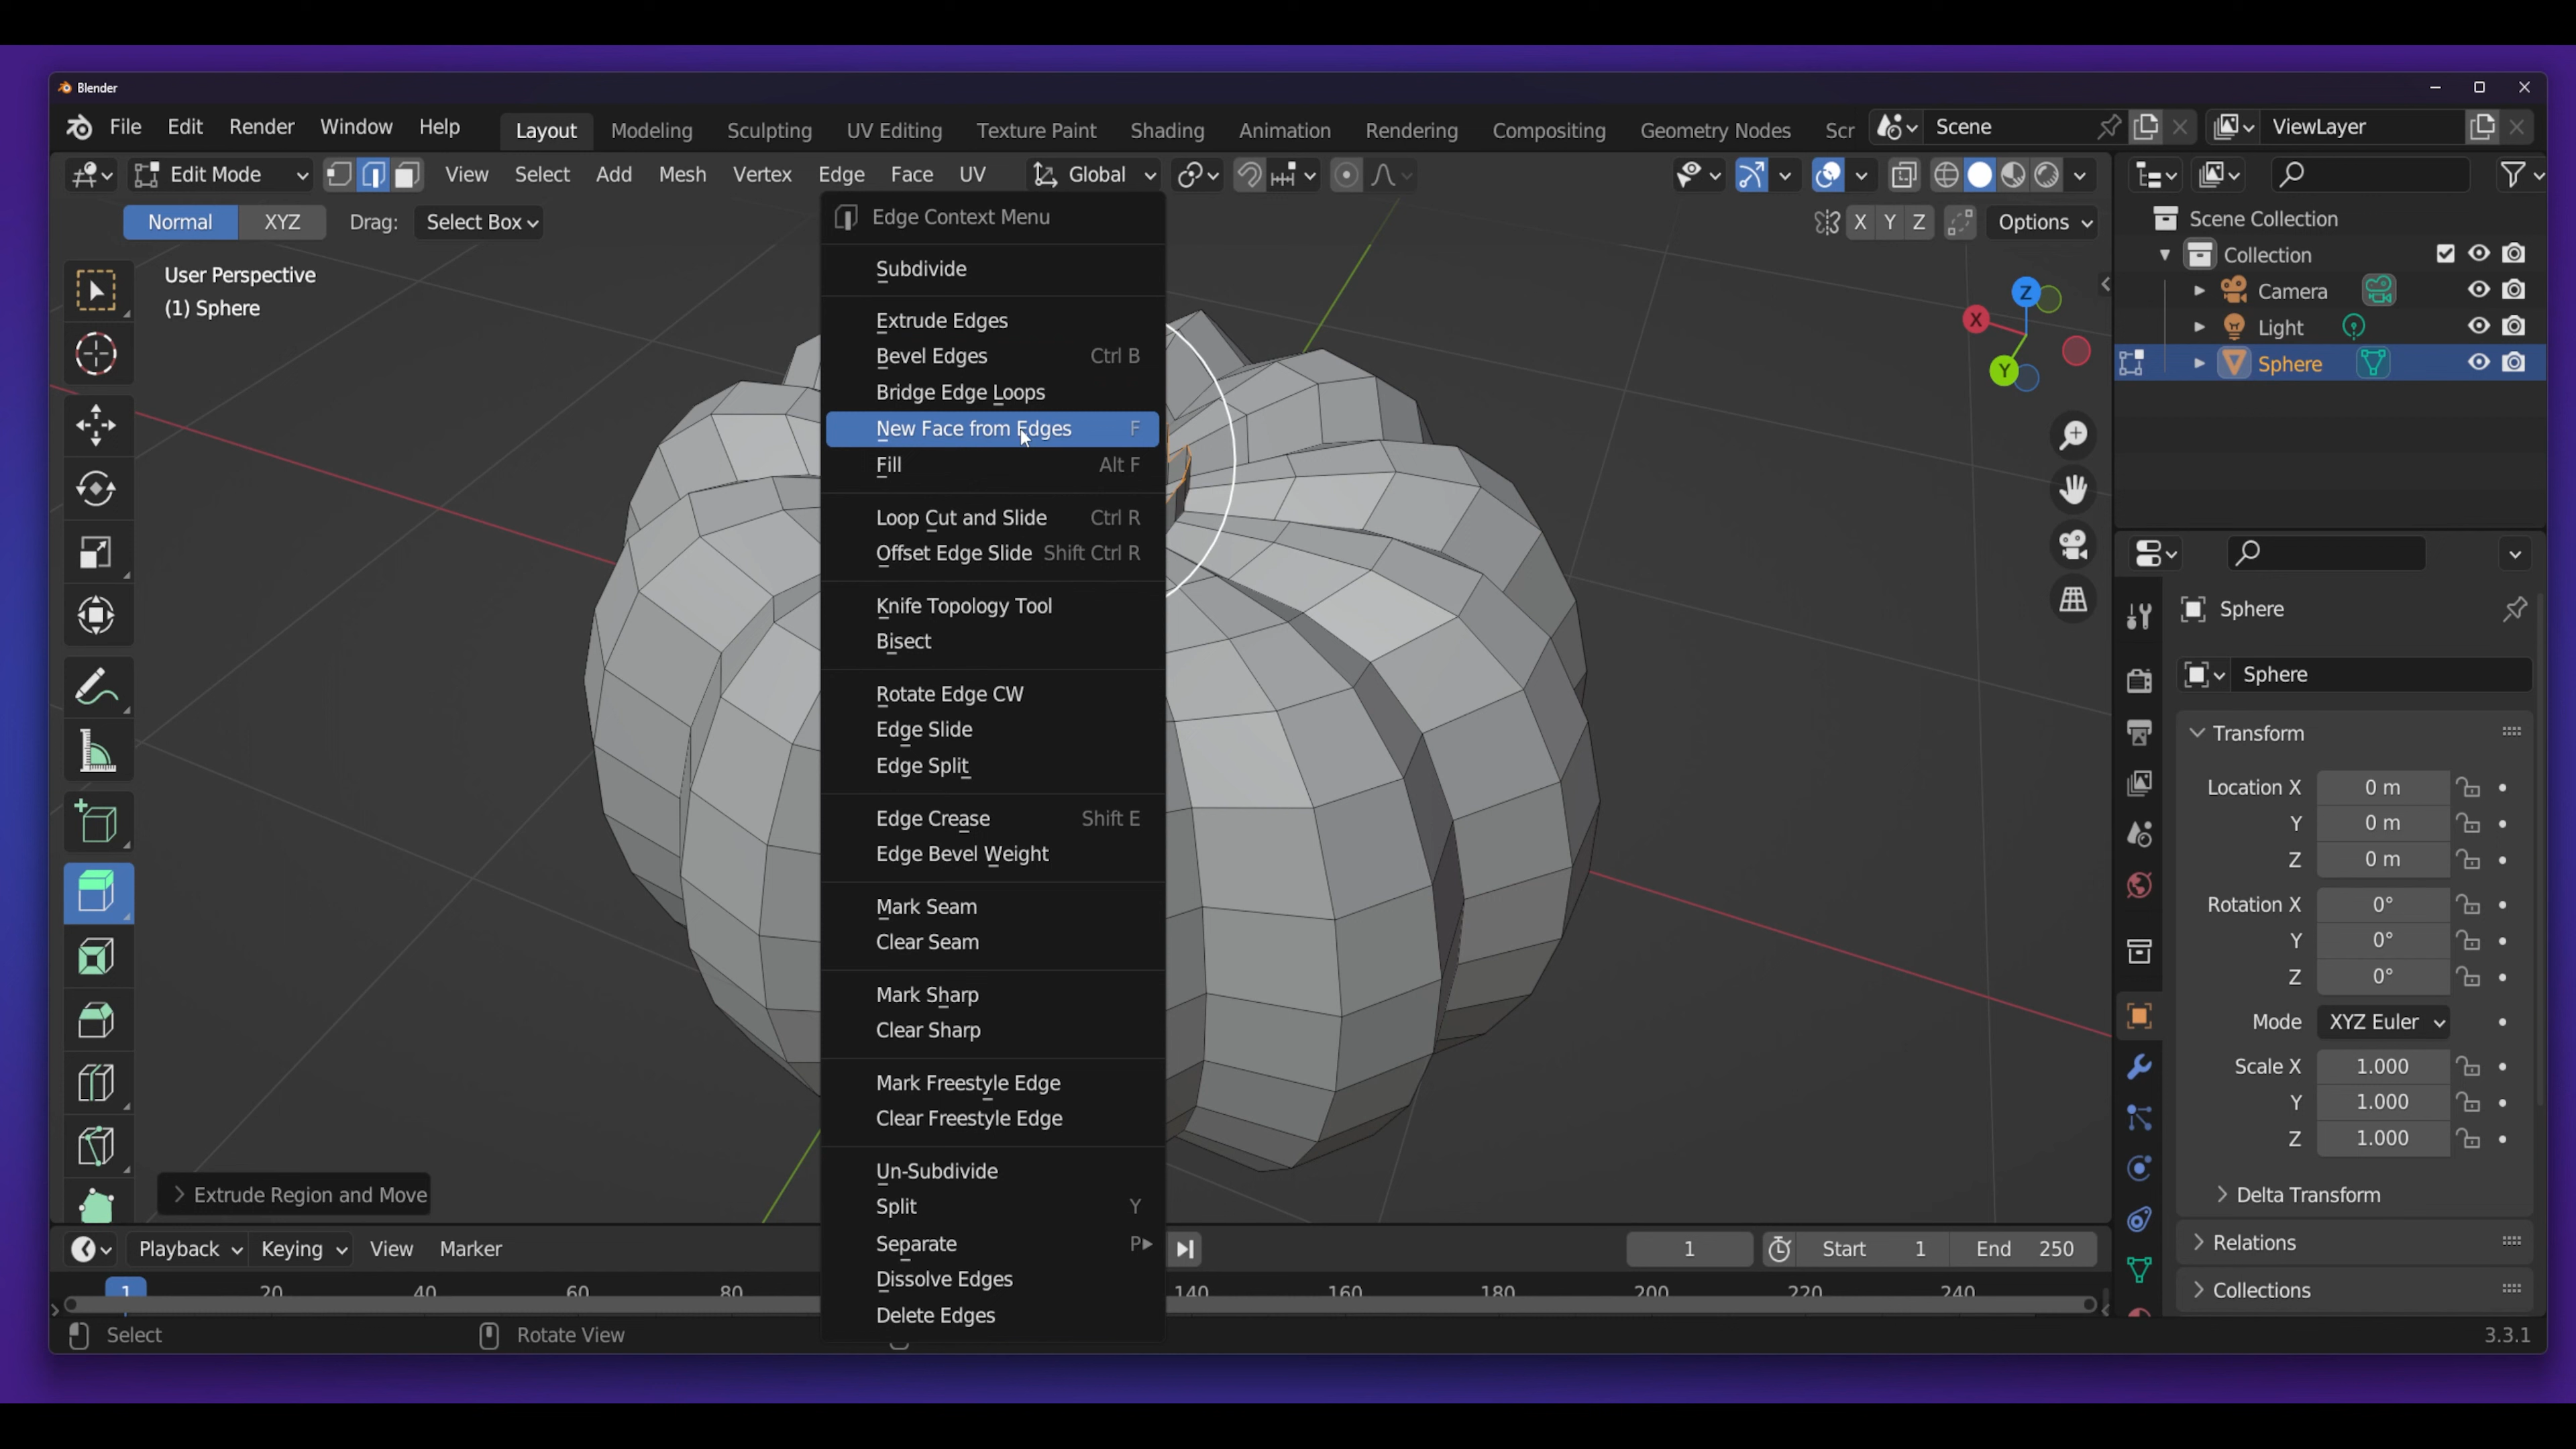 Blender
File Edit Render Window Help Layout Modeling Sculpting UV Editing Texture Paint Shading Animation Rendering Compositing Geometry Nodes Scr Scene ViewLayer
Edit Mode View Select Add Mesh Vertex Edge Face UV Global
Normal XYZ Drag: Select Box X Y Z Options
User Perspective
(1) Sphere
Edge Context Menu
Subdivide
Extrude Edges
Bevel Edges Ctrl B
Bridge Edge Loops
New Face from Edges F
Fill Alt F
Loop Cut and Slide Ctrl R
Offset Edge Slide Shift Ctrl R
Knife Topology Tool
Bisect
Rotate Edge CW
Edge Slide
Edge Split
Edge Crease Shift E
Edge Bevel Weight
Mark Seam
Clear Seam
Mark Sharp
Clear Sharp
Mark Freestyle Edge
Clear Freestyle Edge
Un-Subdivide
Split Y
Separate P
Dissolve Edges
Delete Edges
Z
X
Y
Scene Collection
Collection
Camera
Light
Sphere
Sphere
Sphere
Transform
Location X 0 m
Y 0 m
Z 0 m
Rotation X 0°
Y 0°
Z 0°
Mode XYZ Euler
Scale X 1.000
Y 1.000
Z 1.000
Delta Transform
Relations
Collections
Extrude Region and Move
Playback Keying View Marker 1 Start 1 End 250
1 20 40 60 80 140 160 180 200 220 240
Select Rotate View 3.3.1